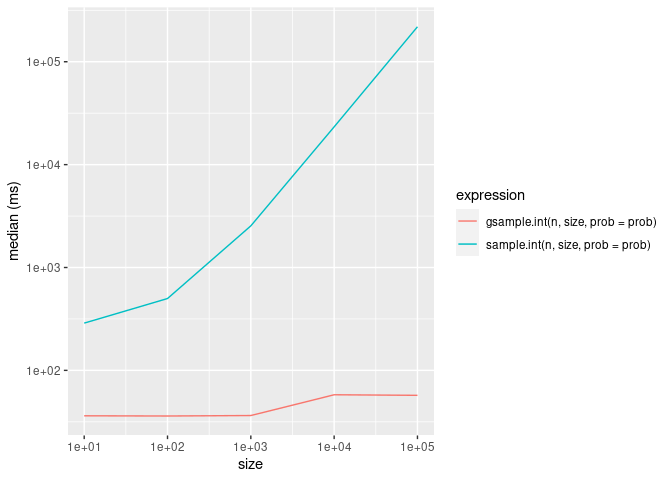 1e+05
1e+04
1e+03
1e+02
median (ms)
1e+01 1e+02 1e+03 1e+04 1e+05
size
expression
gsample.int(n, size, prob = prob)
sample.int(n, size, prob = prob)